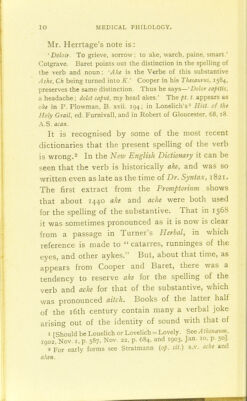 10 MEDICAL PHILOLOGY.
Mr. Herrtage's note is:
'Dolor. To grieve, sorrow: to ake, warch, paine, smart.'
Cotgrave. Baret points out the distinction in the spelling of
the verb and noun: 'Ake is the Verbe of this substantive
Ache, Ch being turned into K.' Cooper in his Thesaurus, 1584,
preserves the same distinction. Thus he says—'Dolor capitis,
a headache; dolet caput, my head akes.' The pt. t. appears as
oke in P. Plowman, B. xvii. 194; in Lonelich's¹ Hist. of the
Holy Grail, ed. Furnivall, and in Robert of Gloucester, 68, 18.
A.S. acan.
It is recognised by some of the most recent
dictionaries that the present spelling of the verb
is wrong.² In the New English Dictionary it can be
seen that the verb is historically ake, and was so
written even as late as the time of Dr. Syntax, 1821.
The first extract from the Promptorium shows
that about 1440 ake and ache were both used
for the spelling of the substantive. That in 1568
it was sometimes pronounced as it is now is clear
from a passage in Turner's Herbal, in which
reference is made to "catarres, runninges of the
eyes, and other aykes." But, about that time, as
appears from Cooper and Baret, there was a
tendency to reserve ake for the spelling of the
verb and ache for that of the substantive, which
was pronounced aitch. Books of the latter half
of the 16th century contain many a verbal joke
arising out of the identity of sound with that of
¹ [Should be Louelich or Lovelich = Lovely. See Athenæum,
1902, Nov. 1, p. 587, Nov. 22, p. 684, and 1903, Jan. 10, p. 50].
² For early forms see Stratmann (op. cit.) s.v. ache and
aken.